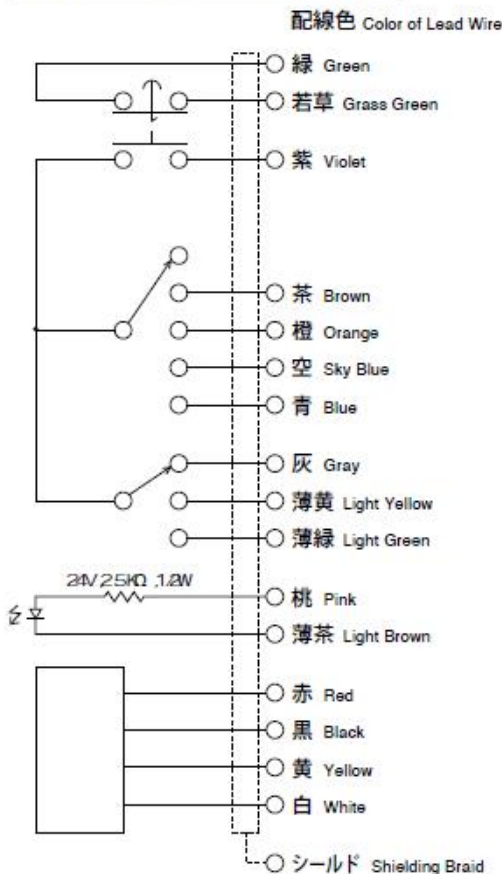 配線色 Color of Lead Wire
緑 Green
若草 Grass Green
紫 Violet
茶 Brown
橙 Orange
空 Sky Blue
青 Blue
灰 Gray
薄黄 Light Yellow
薄緑 Light Green
24V,2.5KΩ,1/2W
桃 Pink
薄茶 Light Brown
赤 Red
黒 Black
黄 Yellow
白 White
シールド Shielding Braid